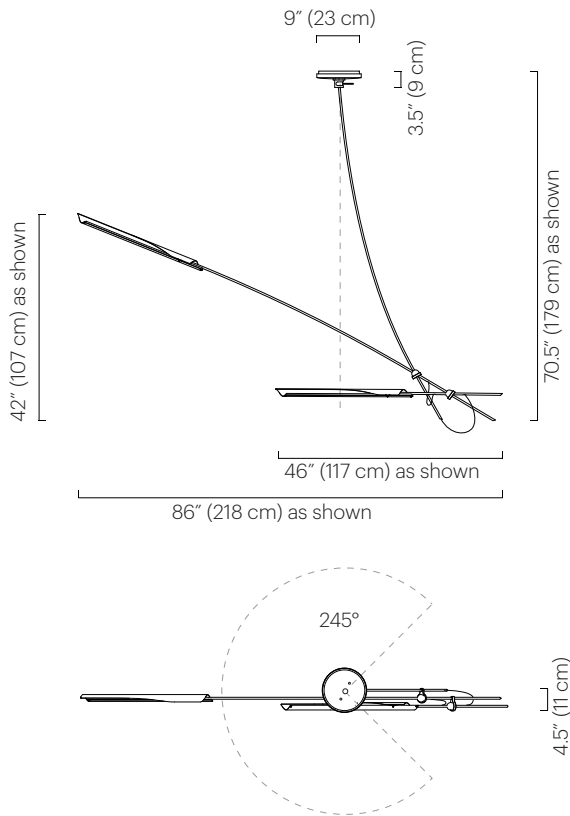 9″ (23 cm)
3.5″ (9 cm)
42″ (107 cm) as shown
70.5″ (179 cm) as shown
46″ (117 cm) as shown
86″ (218 cm) as shown
245°
4.5″ (11 cm)